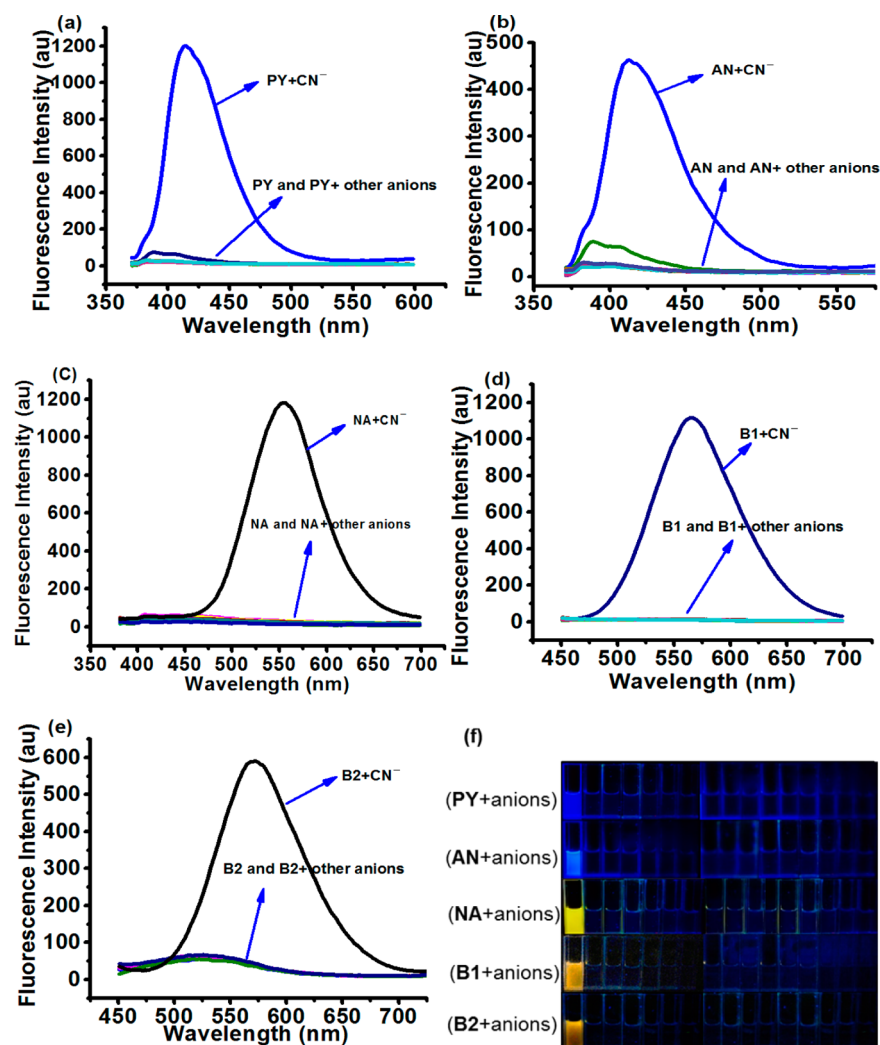 (a)
Fluorescence Intensity (au)
1200
1000
800
600
400
200
0
350
400
450
500
550
600
Wavelength (nm)
PY+CN⁻
PY and PY+ other anions
(b)
Fluorescence Intensity (au)
500
400
300
200
100
0
350
400
450
500
550
Wavelength (nm)
AN+CN⁻
AN and AN+ other anions
(C)
Fluorescence Intensity (au)
1200
1000
800
600
400
200
0
350
400
450
500
550
600
650
700
Wavelength (nm)
NA+CN⁻
NA and NA+ other anions
(d)
Fluorescence Intensity (au)
1200
1000
800
600
400
200
0
450
500
550
600
650
700
Wavelength (nm)
B1+CN⁻
B1 and B1+ other anions
(e)
Fluorescence Intensity (au)
600
500
400
300
200
100
0
450
500
550
600
650
700
Wavelength (nm)
B2+CN⁻
B2 and B2+ other anions
(f)
(PY+anions)
(AN+anions)
(NA+anions)
(B1+anions)
(B2+anions)